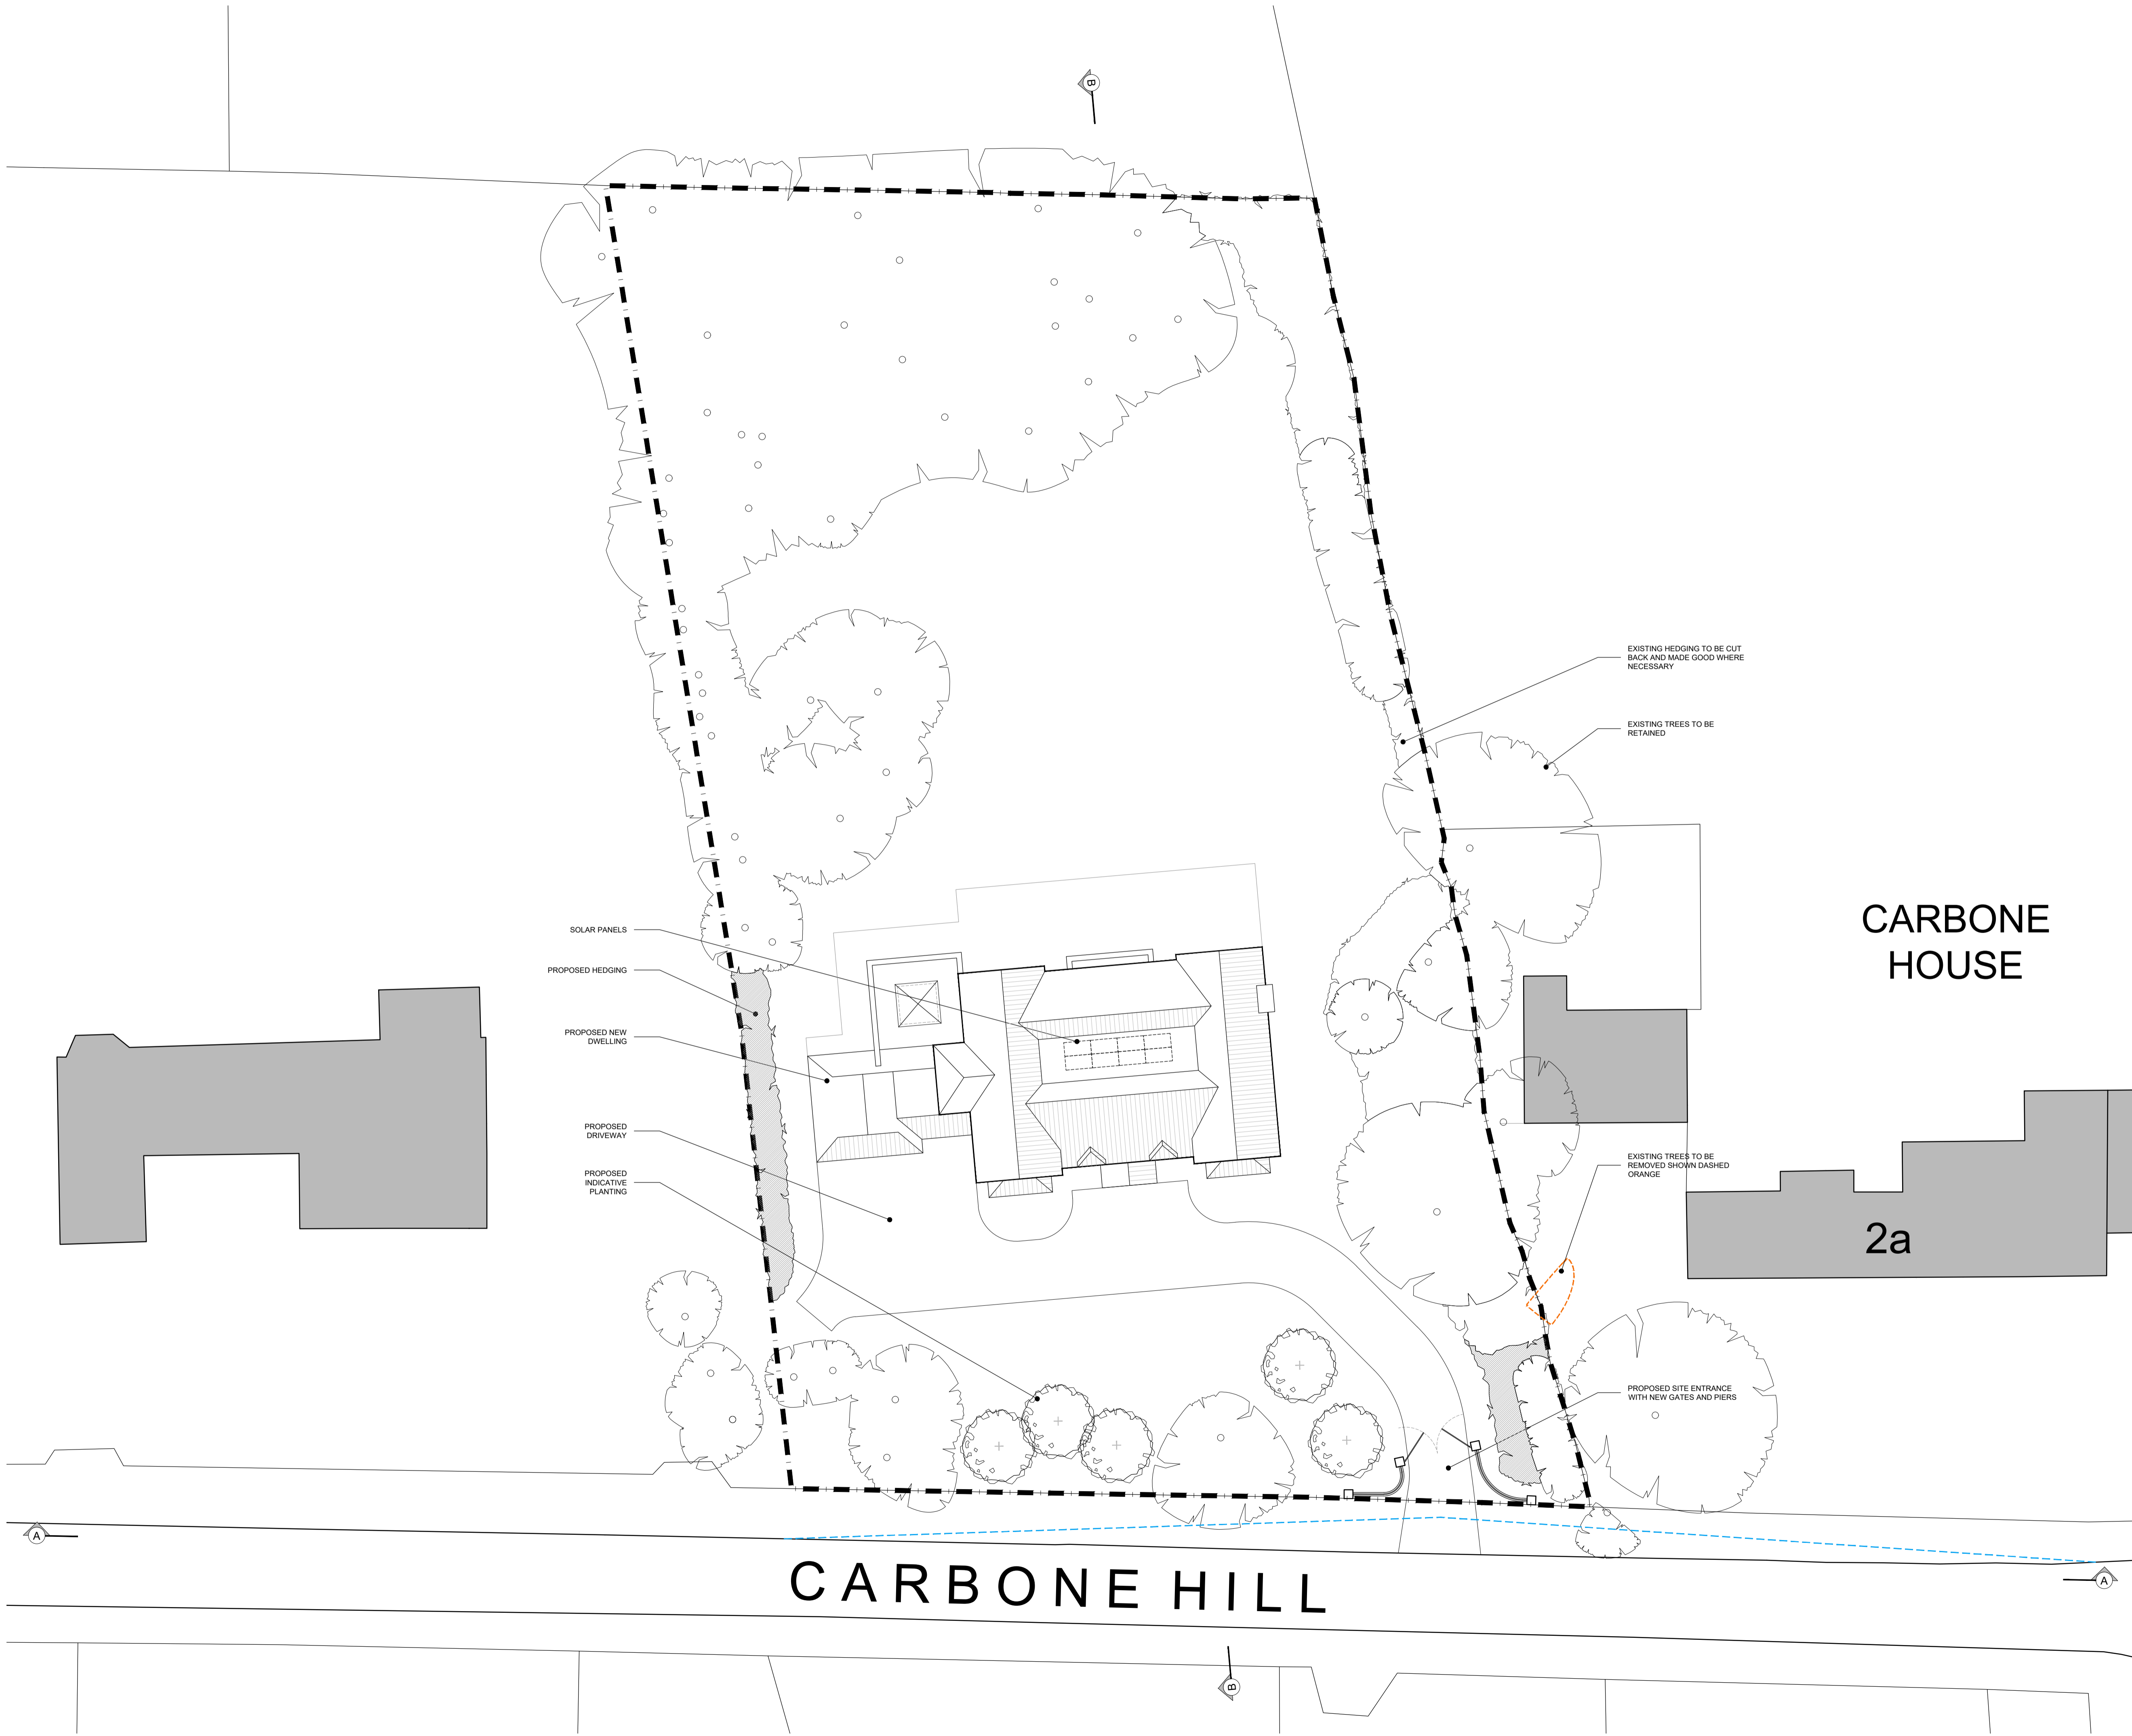 B
EXISTING HEDGING TO BE CUT
BACK AND MADE GOOD WHERE
NECESSARY
EXISTING TREES TO BE
RETAINED
CARBONE
HOUSE
SOLAR PANELS
PROPOSED HEDGING
PROPOSED NEW
DWELLING
PROPOSED
DRIVEWAY
PROPOSED
INDICATIVE
PLANTING
EXISTING TREES TO BE
REMOVED SHOWN DASHED
ORANGE
2a
PROPOSED SITE ENTRANCE
WITH NEW GATES AND PIERS
A
CARBONE HILL
A
B